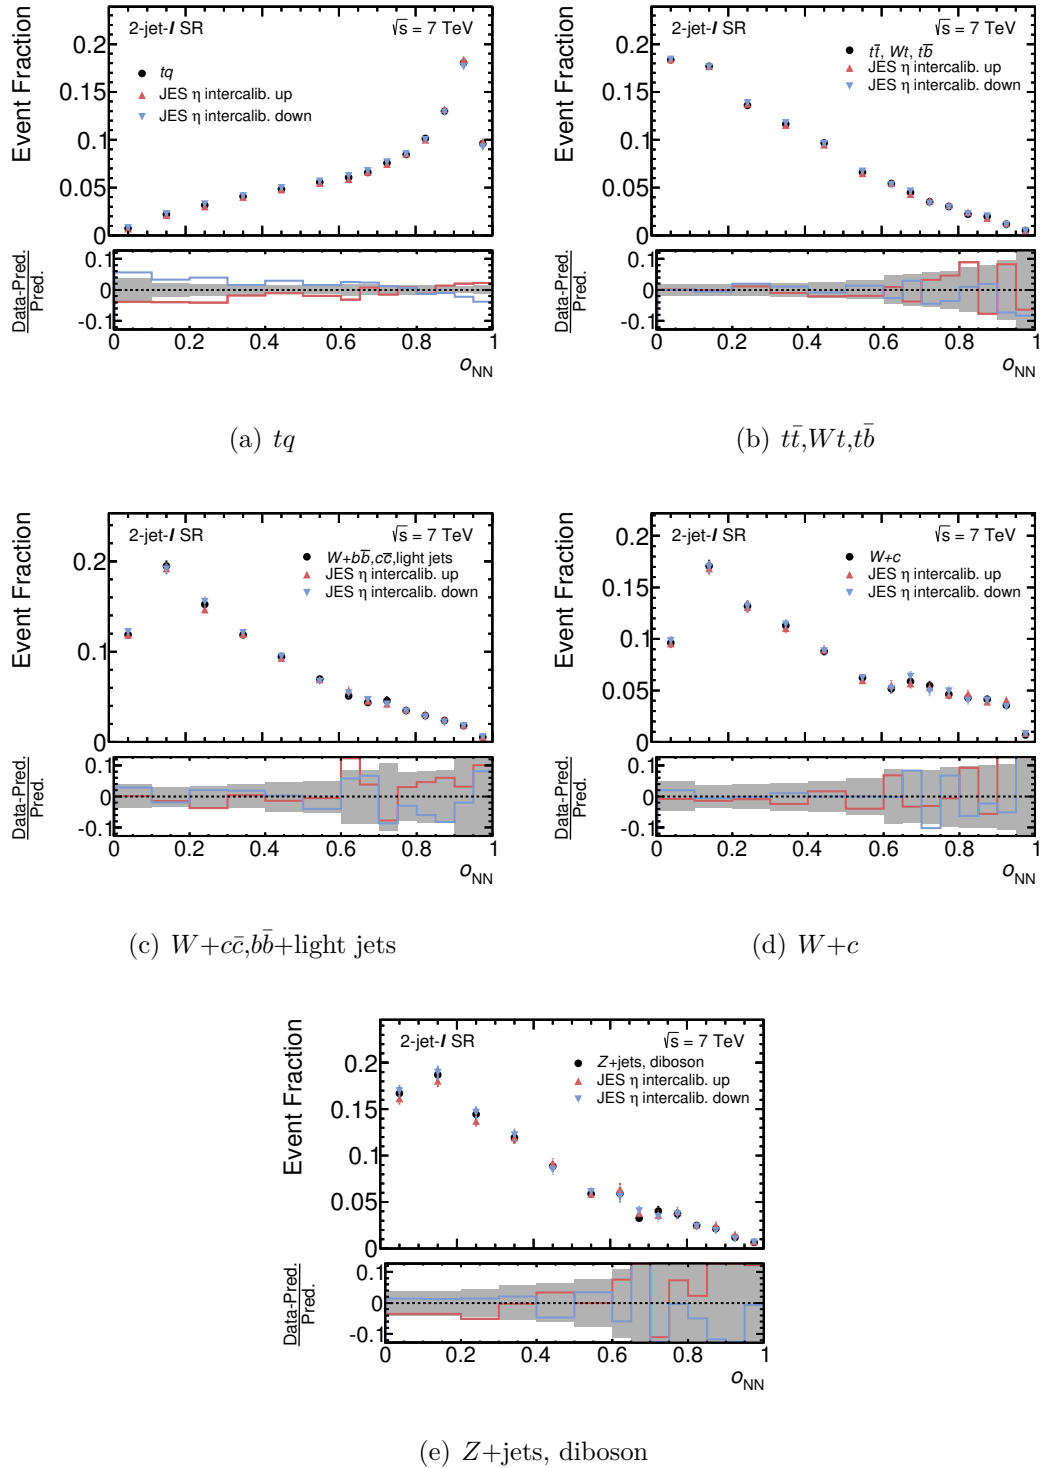 2-jet-l SR √s = 7 TeV
Event Fraction
tq
JES η intercalib. up
JES η intercalib. down
0.2
0.15
0.1
0.05
0
Data-Pred.
Pred.
0.1
0
-0.1
0 0.2 0.4 0.6 0.8 1
oNN
(a) tq
2-jet-l SR √s = 7 TeV
Event Fraction
tt̄, Wt, tb̄
JES η intercalib. up
JES η intercalib. down
0.2
0.15
0.1
0.05
0
Data-Pred.
Pred.
0.1
0
-0.1
0 0.2 0.4 0.6 0.8 1
oNN
(b) tt̄,Wt,tb̄
2-jet-l SR √s = 7 TeV
Event Fraction
W+bb̄,cc̄,light jets
JES η intercalib. up
JES η intercalib. down
0.2
0.1
0
Data-Pred.
Pred.
0.1
0
-0.1
0 0.2 0.4 0.6 0.8 1
oNN
(c) W+cc̄,bb̄+light jets
2-jet-l SR √s = 7 TeV
Event Fraction
W+c
JES η intercalib. up
JES η intercalib. down
0.2
0.15
0.1
0.05
0
Data-Pred.
Pred.
0.1
0
-0.1
0 0.2 0.4 0.6 0.8 1
oNN
(d) W+c
2-jet-l SR √s = 7 TeV
Event Fraction
Z+jets, diboson
JES η intercalib. up
JES η intercalib. down
0.2
0.15
0.1
0.05
0
Data-Pred.
Pred.
0.1
0
-0.1
0 0.2 0.4 0.6 0.8 1
oNN
(e) Z+jets, diboson